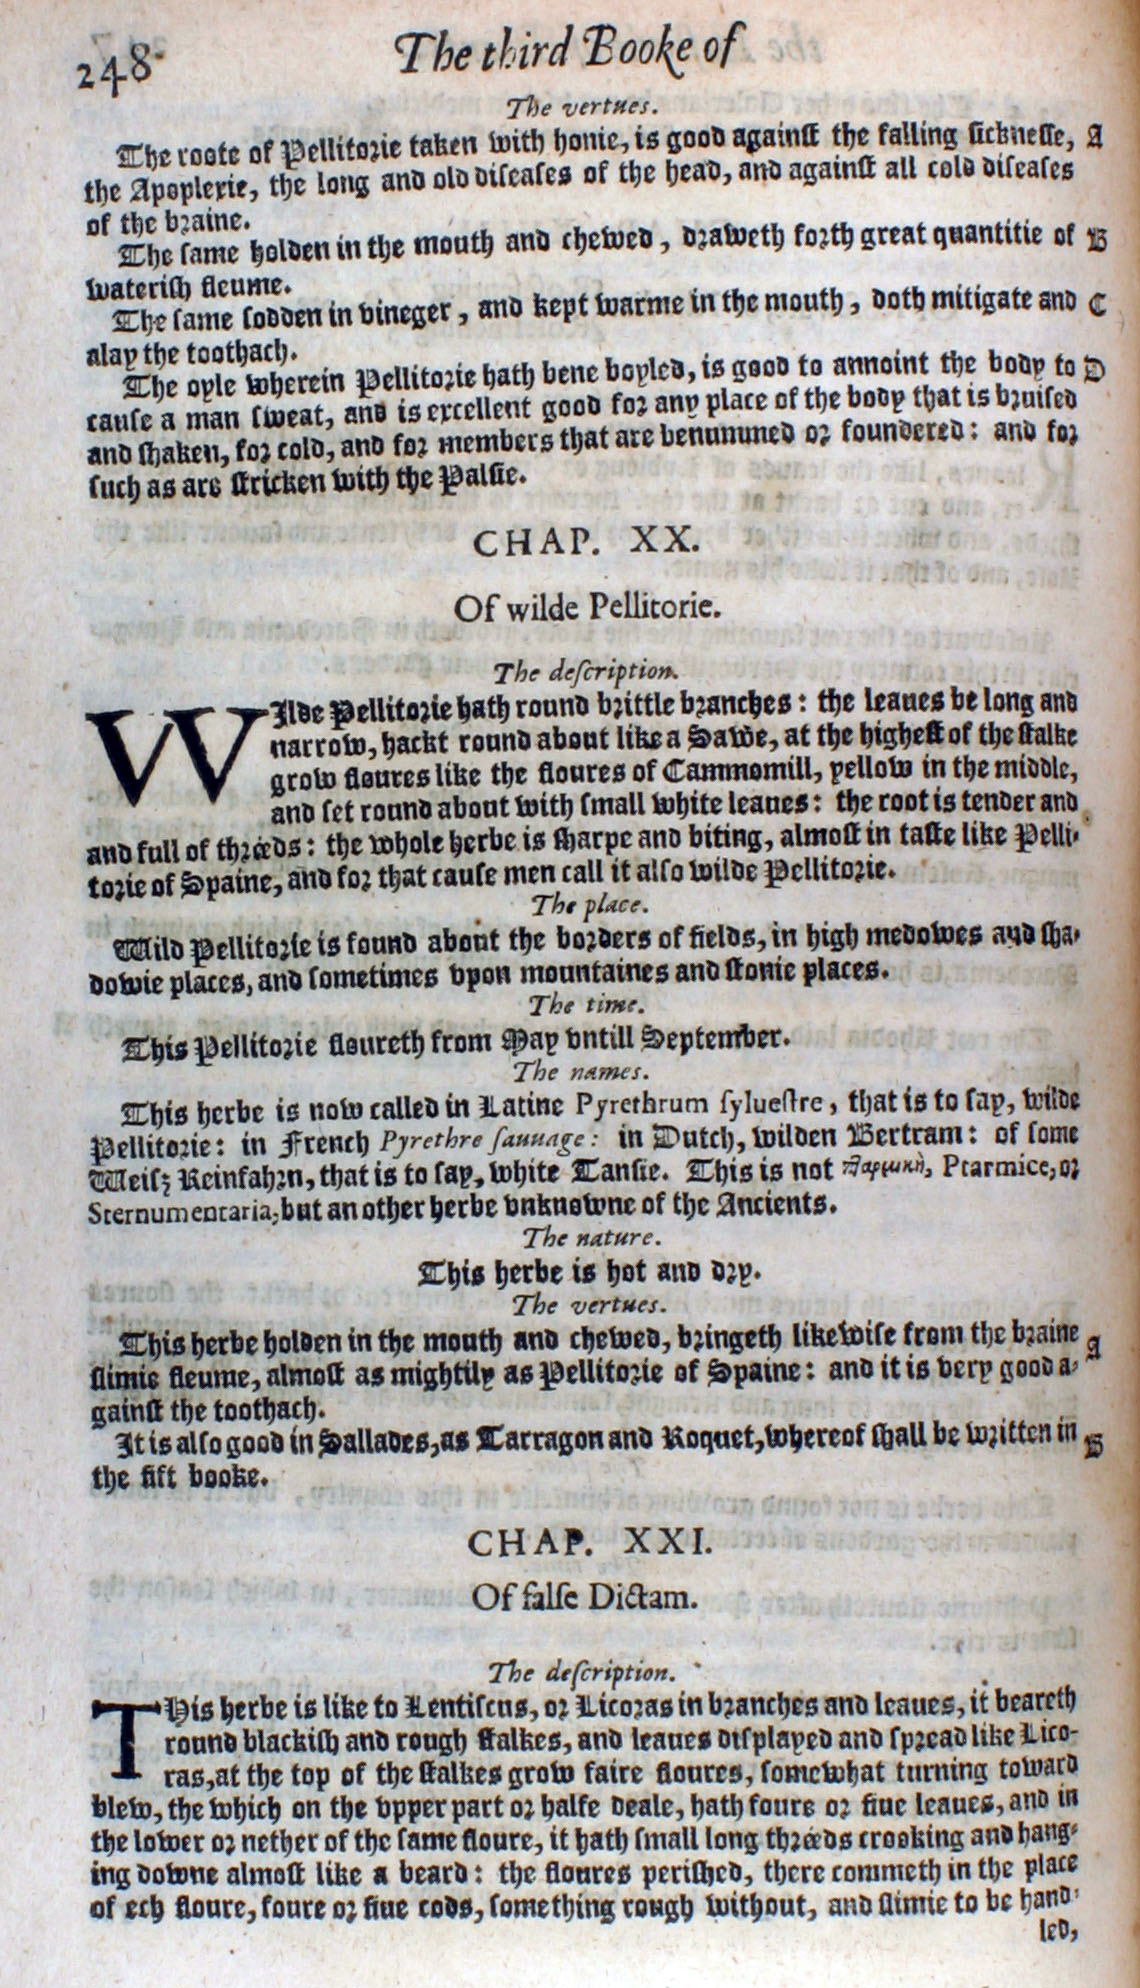 248
The third Booke of
The vertues.
The roote of Pellitorie taken with honie, is good againſt the falling ſickneſſe, A
the Apoplexie, the long and old diſeaſes of the head, and againſt all cold diſeaſes
of the braine.
The ſame holden in the mouth and chewed, draweth forth great quantitie of B
wateriſh fleume.
The ſame ſodden in vineger, and kept warme in the mouth, doth mitigate and C
alay the toothach.
The oyle wherein Pellitorie hath bene boyled, is good to annoint the body to D
cauſe a man ſweat, and is excellent good for any place of the body that is bruiſed
and ſhaken, for cold, and for members that are benummed or foundered: and for
ſuch as are ſtricken with the Palſie.
CHAP. XX.
Of wilde Pellitorie.
The deſcription.
WIlde Pellitorie hath round brittle branches: the leaues be long and
narrow, hackt round about like a Sawe, at the higheſt of the ſtalke
grow floures like the floures of Cammomill, yellow in the middle,
and ſet round about with ſmall white leaues: the root is tender and
and full of threeds: the whole herbe is ſharpe and biting, almoſt in taſte like Pelli-
torie of Spaine, and for that cauſe men call it alſo wilde Pellitorie.
The place.
Wild Pellitorie is found about the borders of fields, in high medowes and ſha-
dowie places, and ſometimes vpon mountaines and ſtonie places.
The time.
This Pellitorie floureth from May vntill September.
The names.
This herbe is now called in Latine Pyrethrum ſylueſtre, that is to ſay, wilde
Pellitorie: in French Pyrethre ſauuage: in Dutch, wilden Bertram: of ſome
Weiſz Reinfahrn, that is to ſay, white Tanſie. This is not πταρμικὴ, Ptarmice, or
Sternumentaria, but an other herbe vnknowne of the Ancients.
The nature.
This herbe is hot and dry.
The vertues.
This herbe holden in the mouth and chewed, bringeth likewiſe from the braine A
ſlimie fleume, almoſt as mightily as Pellitorie of Spaine: and it is very good a-
gainſt the toothach.
It is alſo good in Sallades, as Tarragon and Roquet, whereof ſhall be written in B
the fift booke.
CHAP. XXI.
Of falſe Dictam.
The deſcription.
THis herbe is like to Lentiſcus, or Licoras in branches and leaues, it beareth
round blackiſh and rough ſtalkes, and leaues diſplayed and ſpread like Lico-
ras, at the top of the ſtalkes grow faire floures, ſomewhat turning toward
blew, the which on the vpper part or halfe deale, hath foure or fiue leaues, and in
the lower or nether of the ſame floure, it hath ſmall long threeds crooking and hang-
ing downe almoſt like a beard: the floures periſhed, there commeth in the place
of ech floure, foure or fiue cods, ſomething rough without, and ſlimie to be hand-
led,